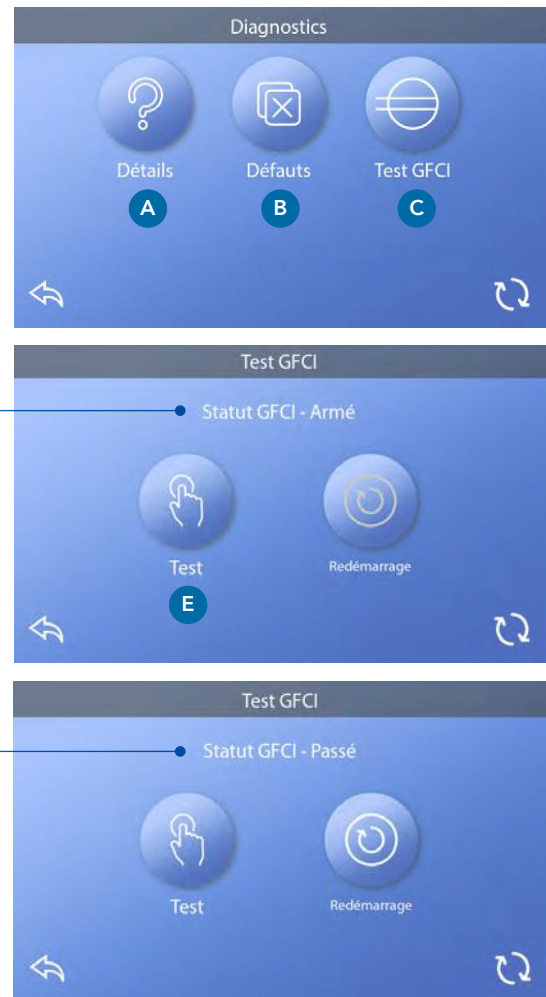 Diagnostics
Détails Défauts Test GFCI
A B C
Test GFCI
Statut GFCI - Armé
Test Redémarrage
E
Test GFCI
Statut GFCI - Passé
Test Redémarrage